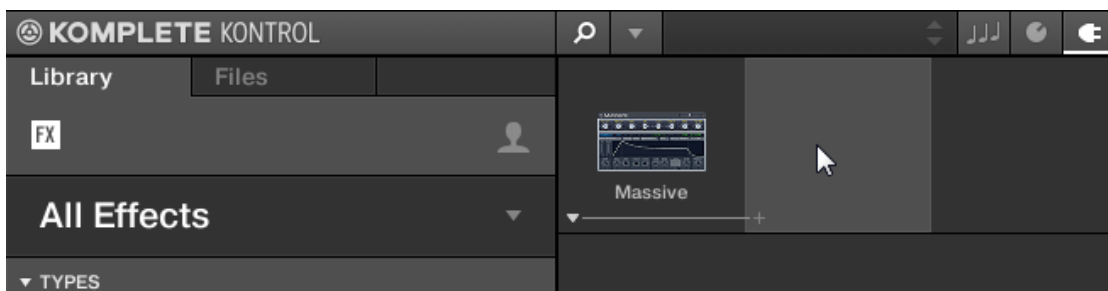 KOMPLETE KONTROL
Library
Files
FX
All Effects
TYPES
Massive